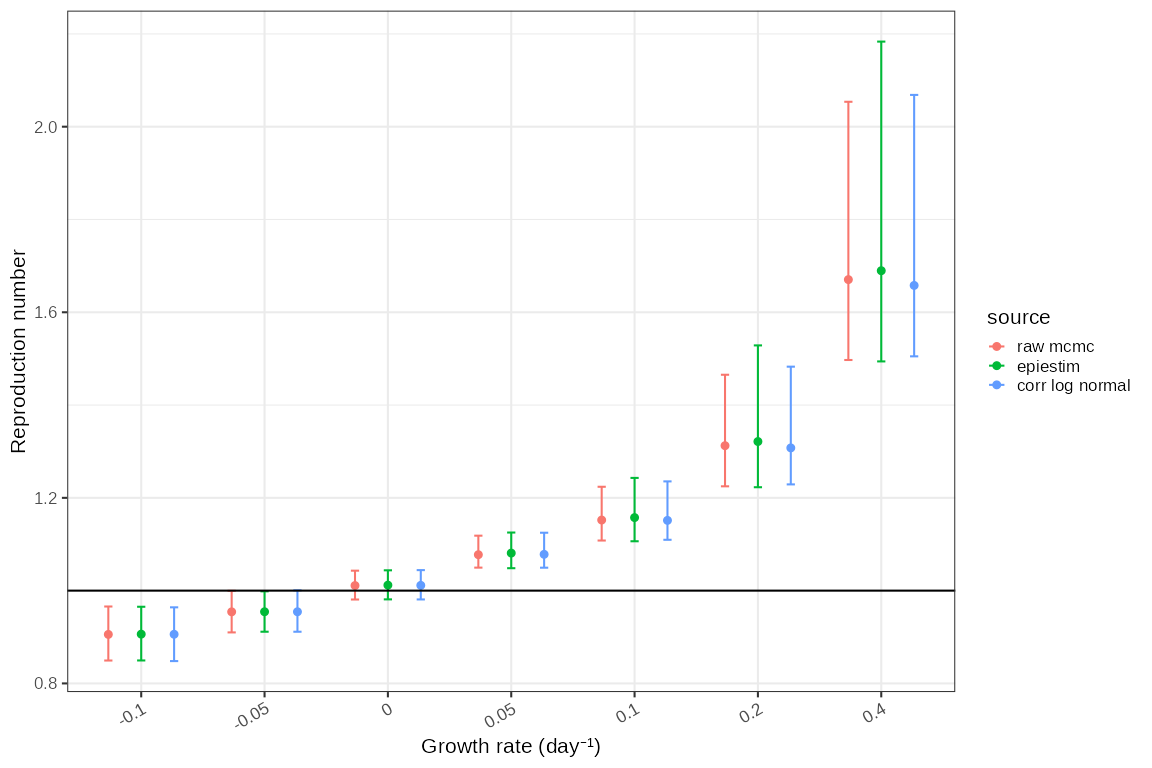 Reproduction number
2.0
1.6
1.2
0.8
-0.1
-0.05
0
0.05
0.1
0.2
0.4
Growth rate (day⁻¹)
source
raw mcmc
epiestim
corr log normal